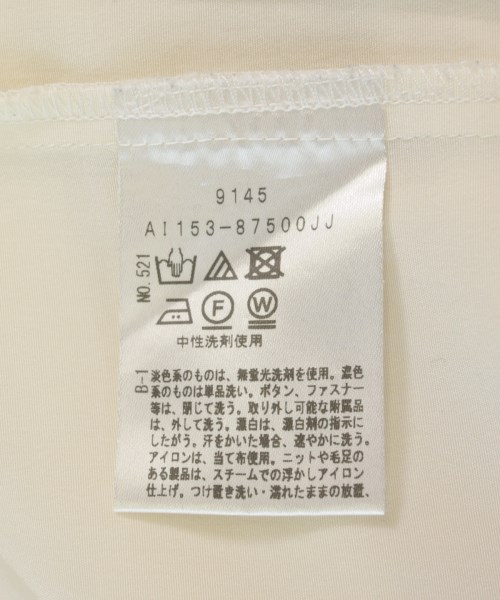 9145
AI153-87500JJ
NO.521
F
W
中性洗剤使用
B-1
淡色系のものは、無蛍光洗剤を使用。濃色
系のものは単品洗い。ボタン、ファスナー
等は、閉じて洗う。取り外し可能な附属品
は、外して洗う。漂白は、漂白剤の指示に
したがう。汗をかいた場合、速やかに洗う。
アイロンは、当て布使用。ニットや毛足の
ある製品は、スチームでの浮かしアイロン
仕上げ。つけ置き洗い・濡れたままの放置、